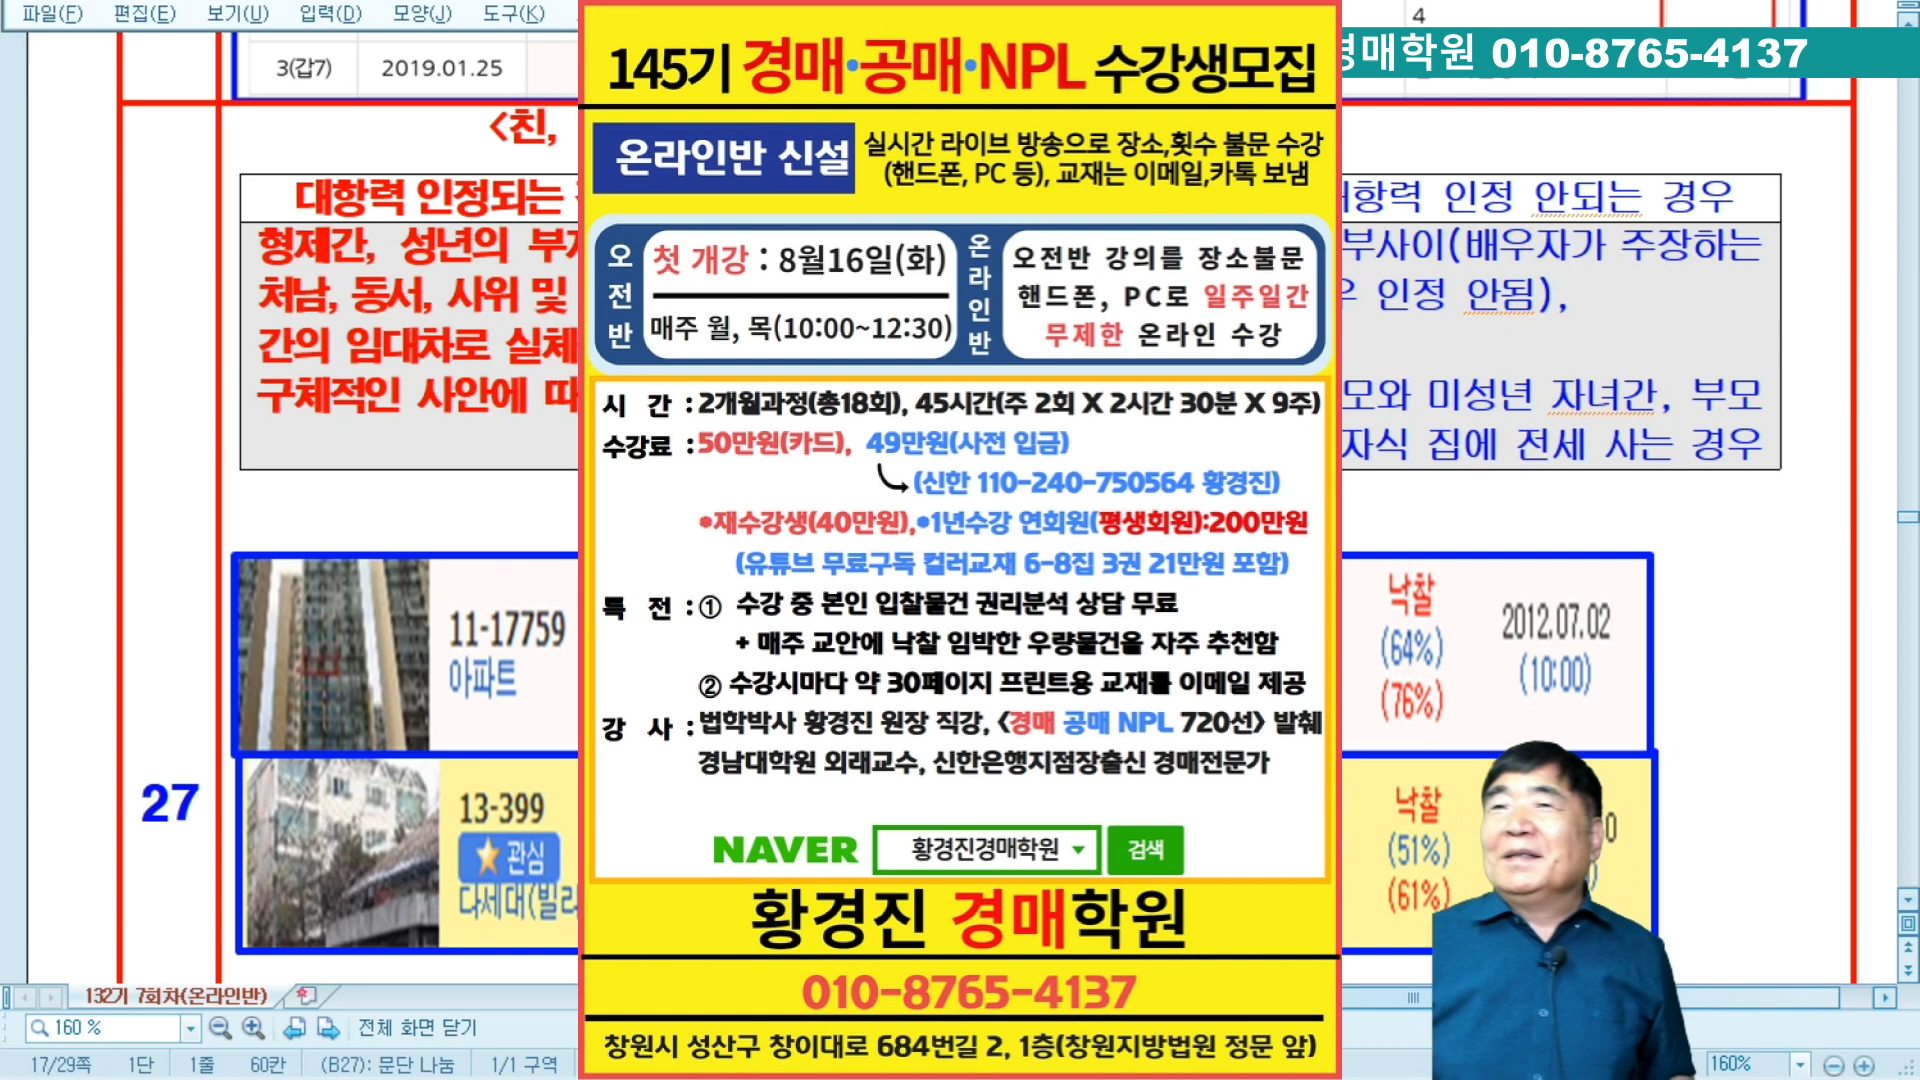 파일(F) 편집(E) 보기(U) 입력(D) 모양(J) 도구(K)
4
경매학원 010-8765-4137
3(갑7) 2019.01.25
<친,
대항력 인정되는
형제간, 성년의 부
처남, 동서, 사위 및
간의 임대차로 실체
구체적인 사안에 따
항력 인정 안되는 경우
부사이(배우자가 주장하는
인정 안됨),
모와 미성년 자녀간, 부모
자식 집에 전세 사는 경우
145기 경매·공매·NPL 수강생모집
온라인반 신설
실시간 라이브 방송으로 장소,횟수 불문 수강
(핸드폰, PC 등), 교재는 이메일,카톡 보냄
오전반
첫 개강 : 8월16일(화)
매주 월, 목(10:00~12:30)
온라인반
오전반 강의를 장소불문
핸드폰, PC로 일주일간
무제한 온라인 수강
시 간 : 2개월과정(총18회), 45시간(주 2회 X 2시간 30분 X 9주)
수강료 : 50만원(카드), 49만원(사전 입금)
(신한 110-240-750564 황경진)
•재수강생(40만원),•1년수강 연회원(평생회원):200만원
(유튜브 무료구독 컬러교재 6-8집 3권 21만원 포함)
특 전 : ① 수강 중 본인 입찰물건 권리분석 상담 무료
+ 매주 교안에 낙찰 임박한 우량물건을 자주 추천함
② 수강시마다 약 30페이지 프린트용 교재를 이메일 제공
강 사 : 법학박사 황경진 원장 직강, <경매 공매 NPL 720선> 발췌
경남대학원 외래교수, 신한은행지점장출신 경매전문가
NAVER 황경진경매학원 검색
황경진 경매학원
010-8765-4137
창원시 성산구 창이대로 684번길 2, 1층(창원지방법원 정문 앞)
27
11-17759
아파트
낙찰
(64%)
(76%)
2012.07.02
(10:00)
13-399
관심
다세대(빌라
낙찰
(51%)
(61%)
0
132기 7회차(온라인반)
160 % 전체 화면 닫기
17/29쪽 1단 1줄 60칸 (B27): 문단 나눔 1/1 구역
160%